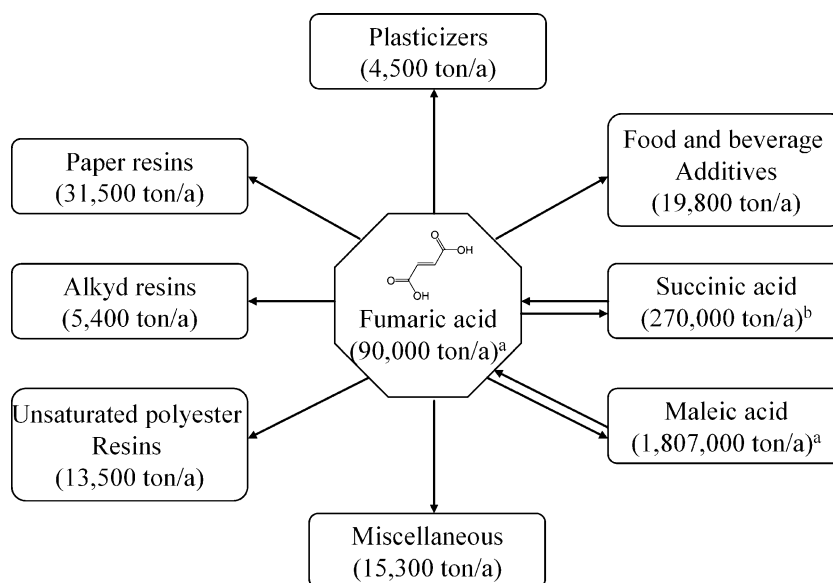 Plasticizers
(4,500 ton/a)
Paper resins
(31,500 ton/a)
Food and beverage
Additives
(19,800 ton/a)
O
OH
O
OH
Fumaric acid
(90,000 ton/a)ᵃ
Alkyd resins
(5,400 ton/a)
Succinic acid
(270,000 ton/a)ᵇ
Unsaturated polyester
Resins
(13,500 ton/a)
Maleic acid
(1,807,000 ton/a)ᵃ
Miscellaneous
(15,300 ton/a)